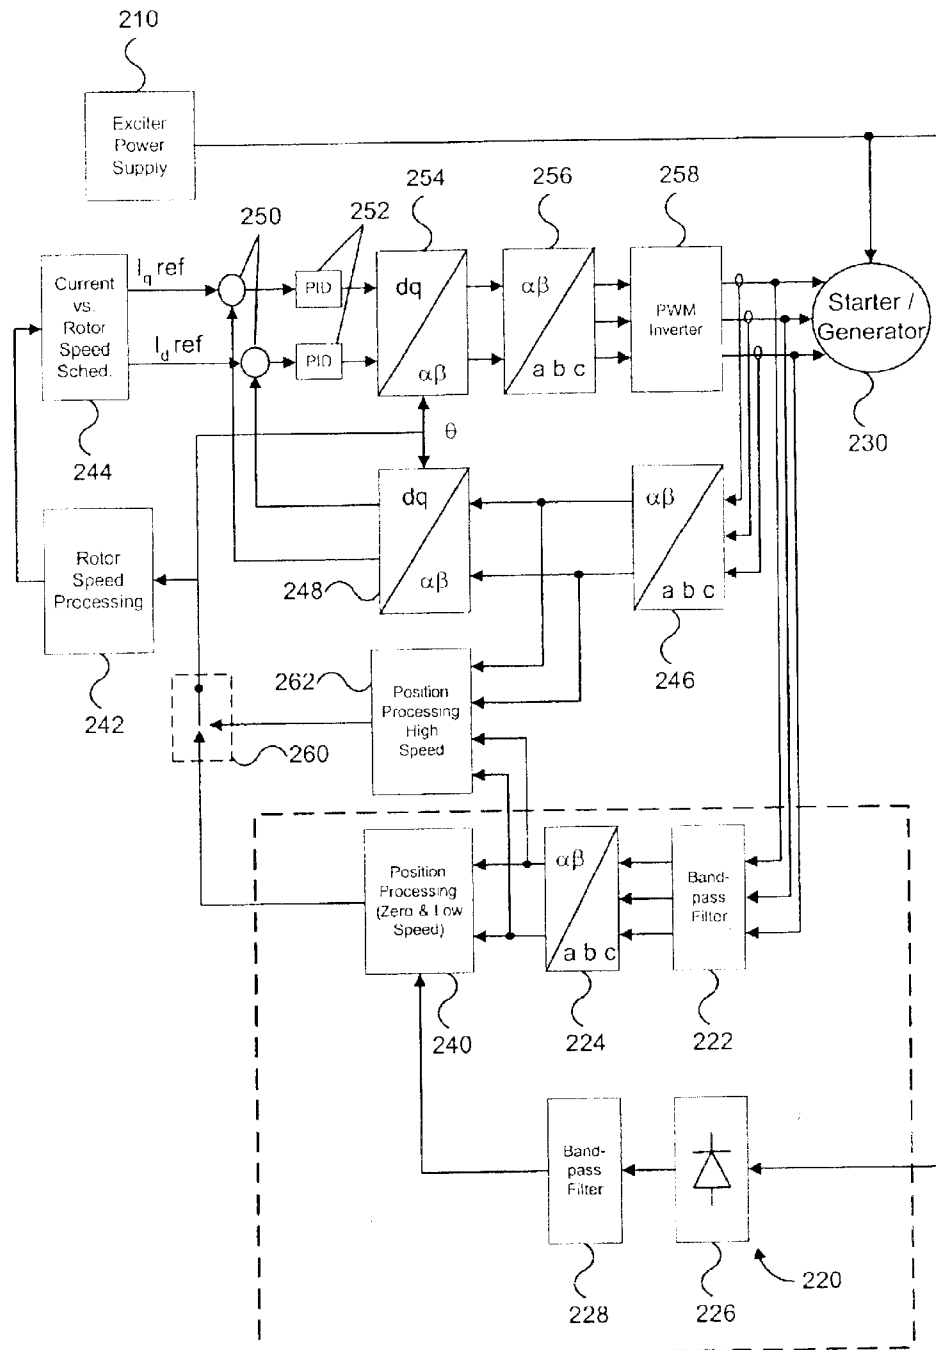 210
Exciter
Power
Supply
250
252
254
256
258
Iq ref
Id ref
Current
vs.
Rotor
Speed
Sched.
PID
PID
dq
αβ
αβ
a b c
PWM
Inverter
Starter /
Generator
230
244
θ
Rotor
Speed
Processing
242
dq
αβ
248
αβ
a b c
246
262
Position
Processing
High
Speed
260
Position
Processing
(Zero & Low
Speed)
240
αβ
a b c
224
Band-
pass
Filter
222
Band-
pass
Filter
228
226
220